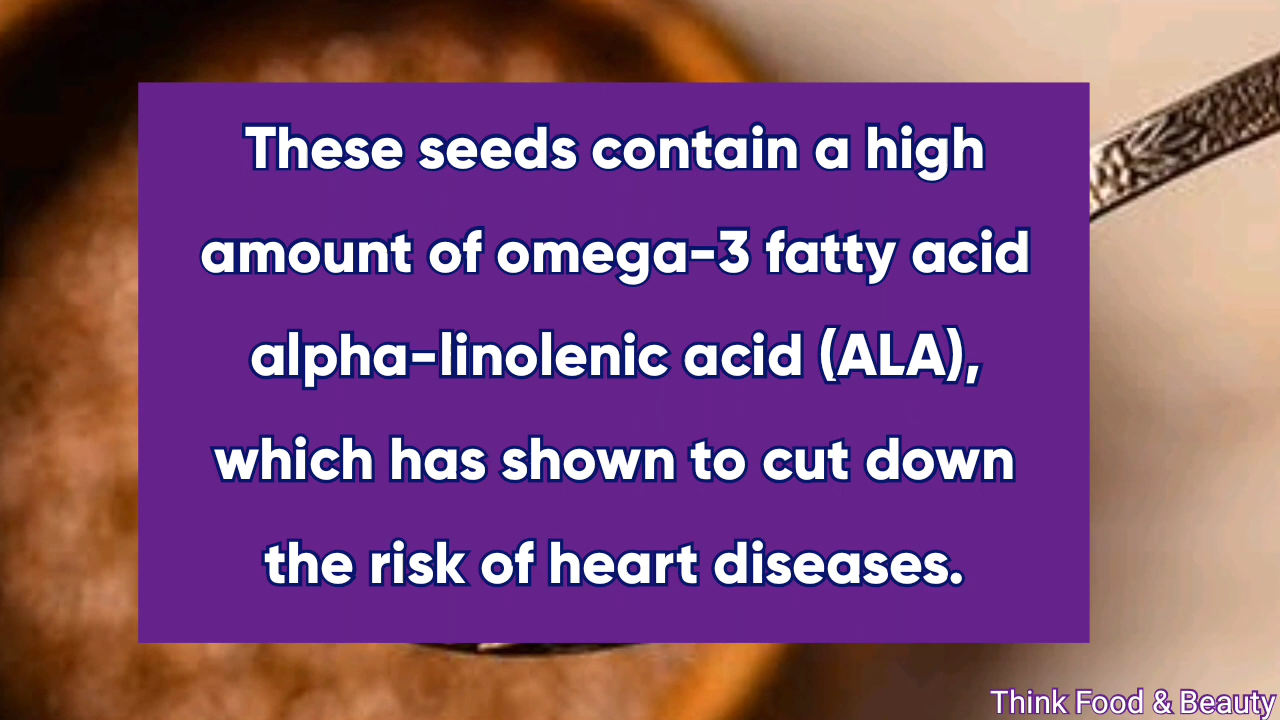 These seeds contain a high
amount of omega-3 fatty acid
alpha-linolenic acid (ALA),
which has shown to cut down
the risk of heart diseases.
Think Food & Beauty